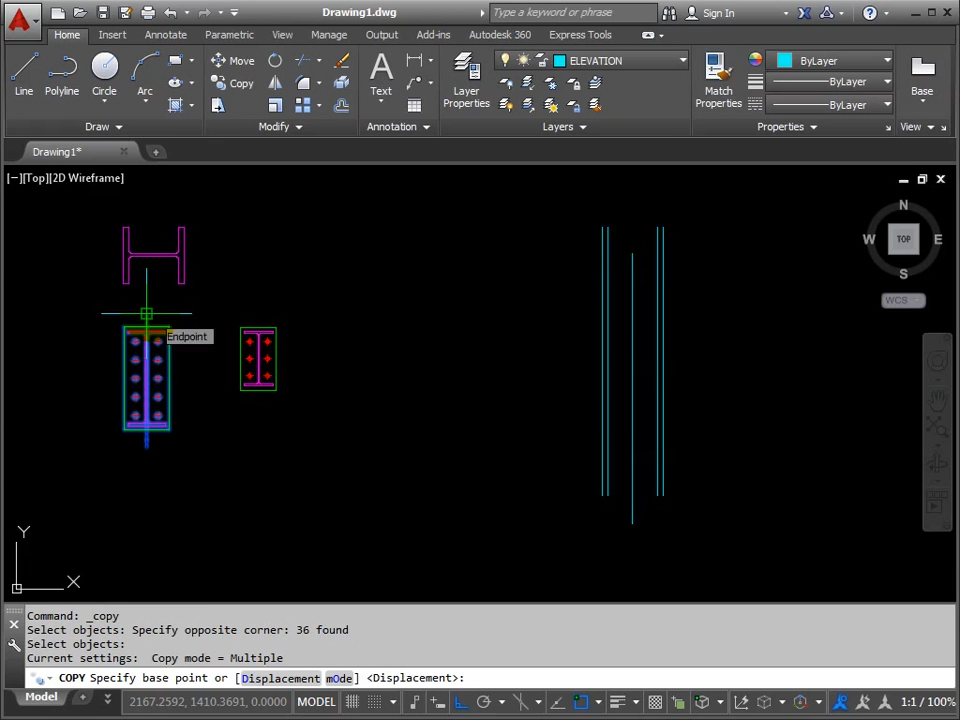 Drawing1.dwg
Type a keyword or phrase
Sign In
Home Insert Annotate Parametric View Manage Output Add-ins Autodesk 360 Express Tools
Line
Polyline
Circle
Arc
Move
Copy
Text
Layer
Properties
ELEVATION
Match
Properties
ByLayer
ByLayer
ByLayer
Base
Draw
Modify
Annotation
Layers
Properties
View
Drawing1*
[−][Top][2D Wireframe]
N
W
TOP
E
S
WCS
Endpoint
Y
X
Command: _copy
Select objects: Specify opposite corner: 36 found
Select objects:
Current settings:  Copy mode = Multiple
COPY Specify base point or [Displacement mOde] <Displacement>:
Model
2167.2592, 1410.3691, 0.0000
MODEL
1:1 / 100%